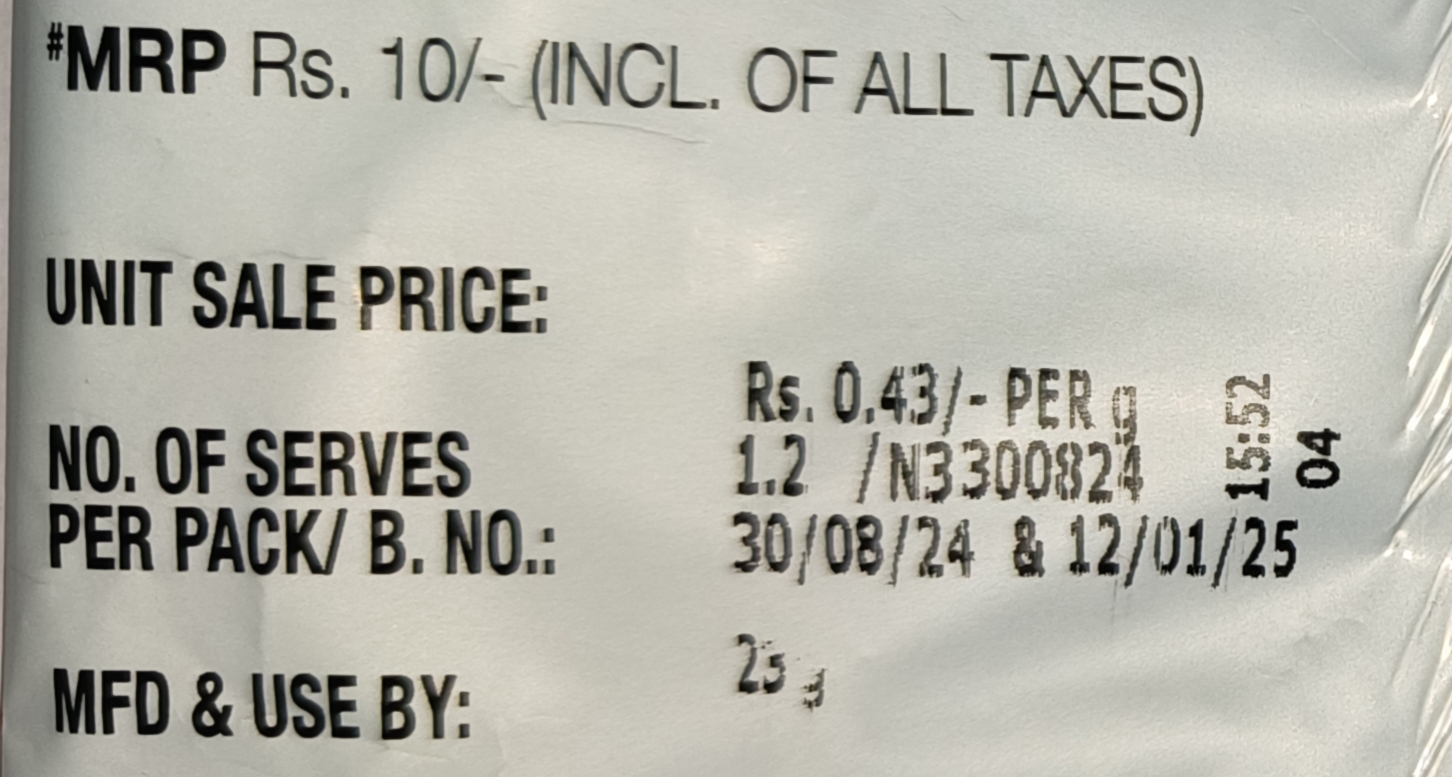 #MRP Rs. 10/- (INCL. OF ALL TAXES)
UNIT SALE PRICE:
Rs. 0.43/- PER g
15:52
04
NO. OF SERVES
1.2 /N3300824
PER PACK/ B. NO.:
30/08/24 & 12/01/25
MFD & USE BY: